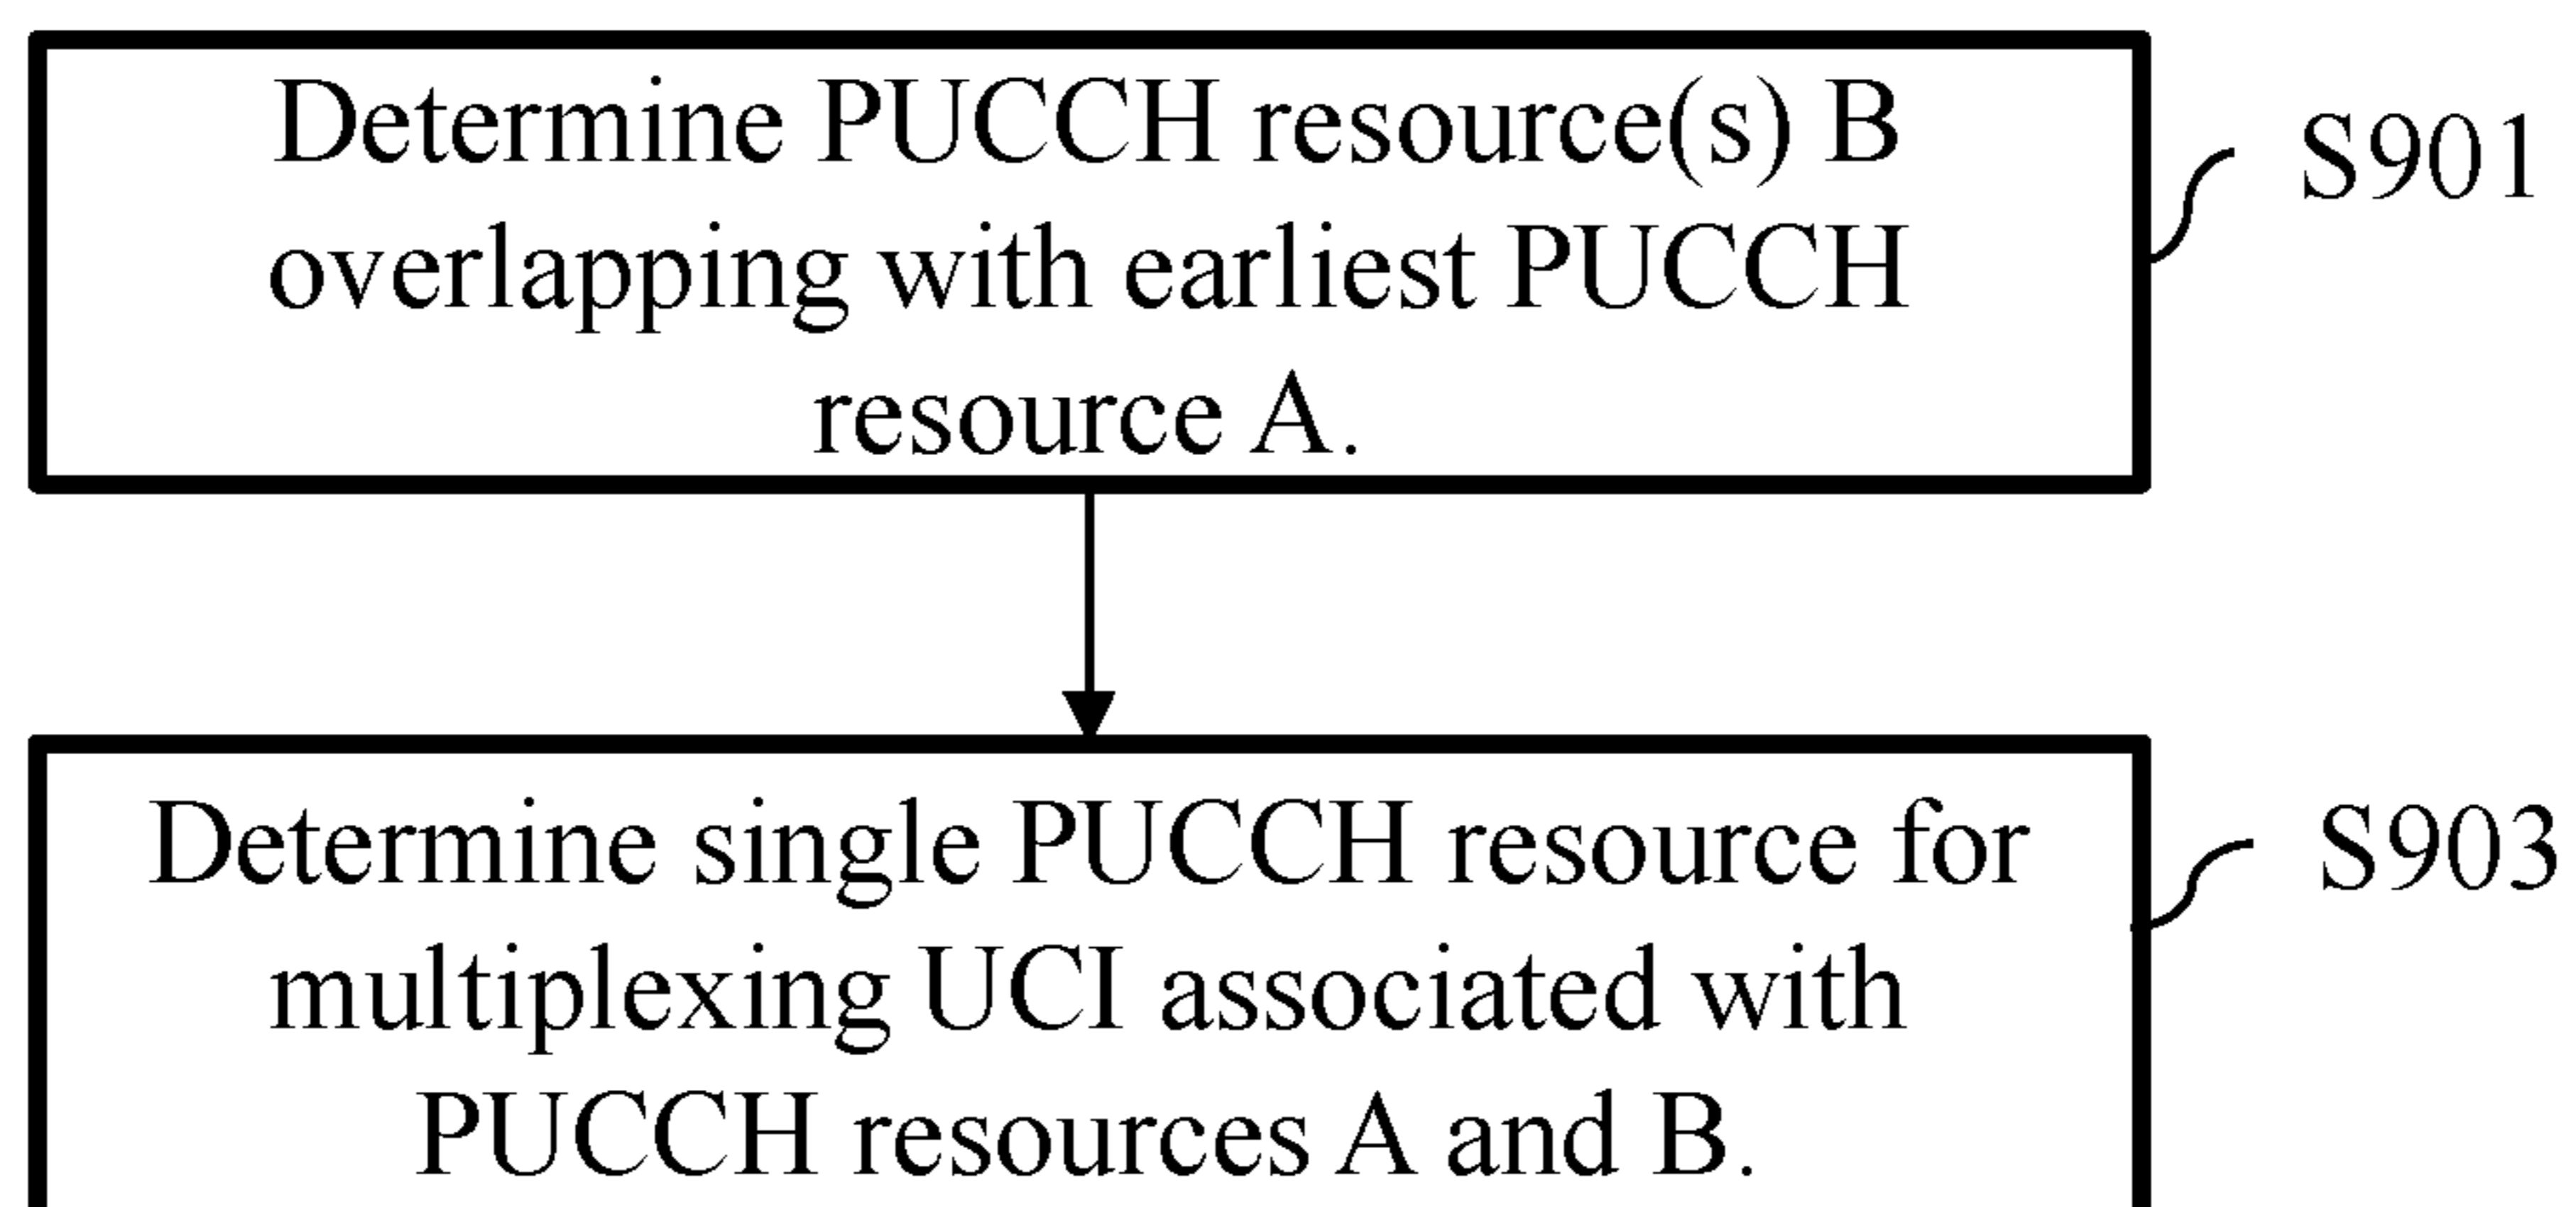 Determine PUCCH resource(s) B
overlapping with earliest PUCCH
resource A.
S901
Determine single PUCCH resource for
multiplexing UCI associated with
PUCCH resources A and B.
S903